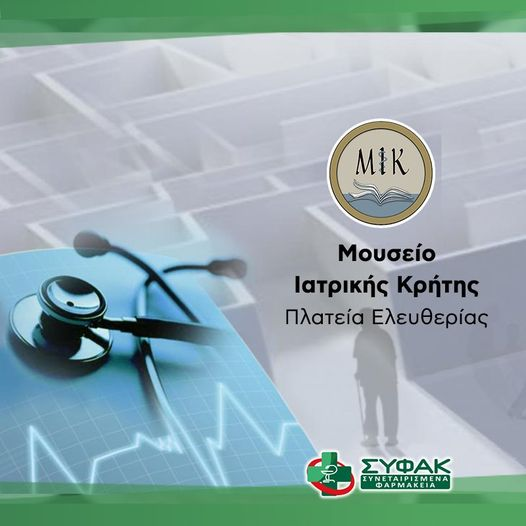 ΜΙΚ
Μουσείο
Ιατρικής Κρήτης
Πλατεία Ελευθερίας
ΣΥΦΑΚ
ΣΥΝΕΤΑΙΡΙΣΜΕΝΑ
ΦΑΡΜΑΚΕΙΑ